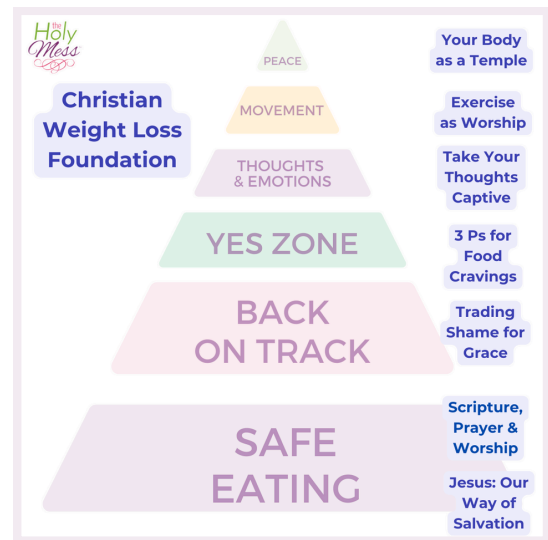 the
Holy
Mess
Christian
Weight Loss
Foundation
PEACE
Your Body
as a Temple
MOVEMENT
Exercise
as Worship
THOUGHTS
& EMOTIONS
Take Your
Thoughts
Captive
YES ZONE
3 Ps for
Food
Cravings
BACK
ON TRACK
Trading
Shame for
Grace
SAFE
EATING
Scripture,
Prayer &
Worship
Jesus: Our
Way of
Salvation